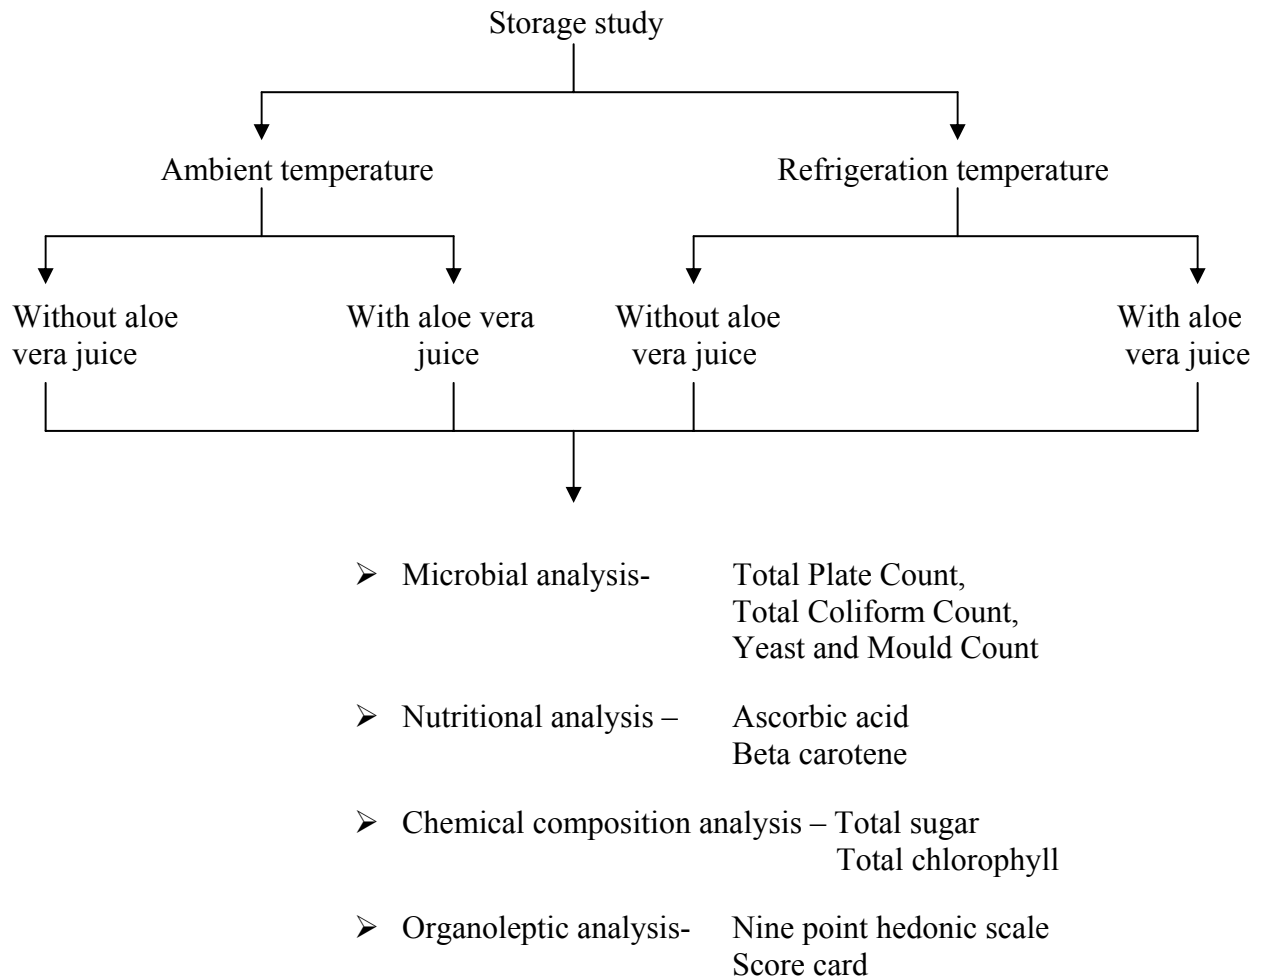 Storage study
Ambient temperature
Refrigeration temperature
Without aloe
vera juice
With aloe vera
juice
Without aloe
vera juice
With aloe
vera juice
➢ Microbial analysis- Total Plate Count,
Total Coliform Count,
Yeast and Mould Count
➢ Nutritional analysis – Ascorbic acid
Beta carotene
➢ Chemical composition analysis – Total sugar
Total chlorophyll
➢ Organoleptic analysis- Nine point hedonic scale
Score card